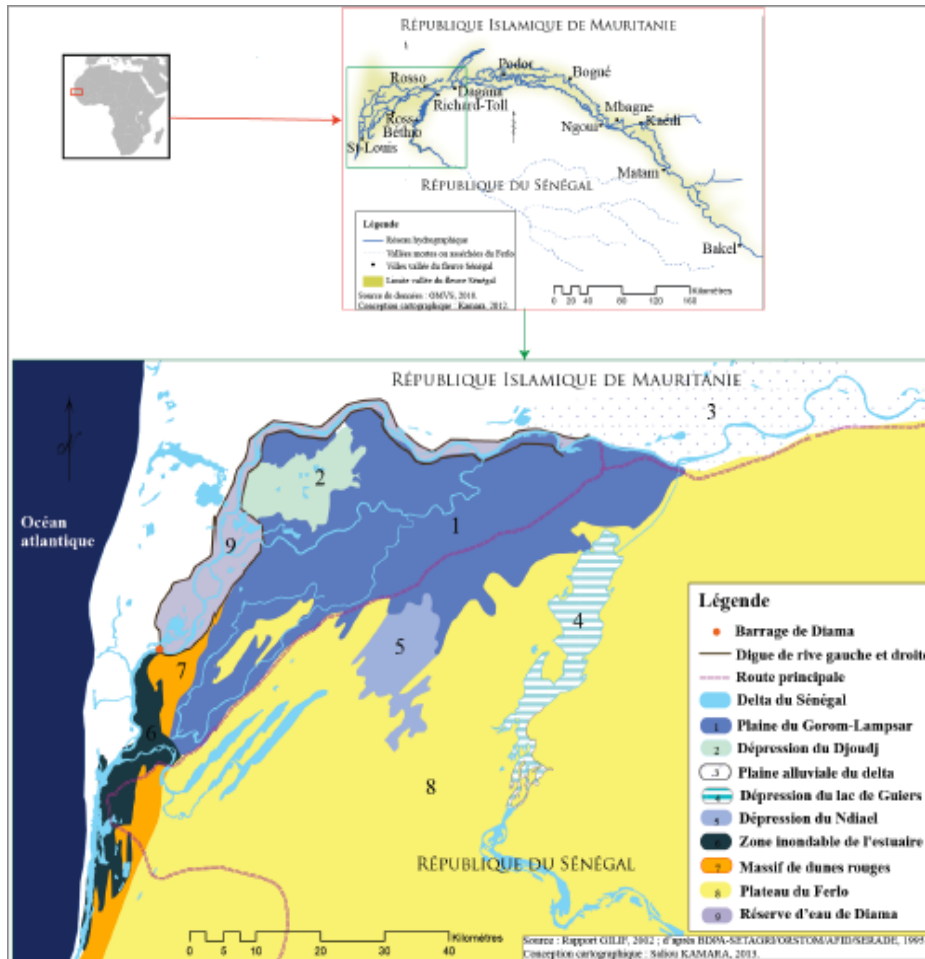 RÉPUBLIQUE ISLAMIQUE DE MAURITANIE
Podor
Bogué
Rosso
Dagana
Richard-Toll
Mbagne
Kaédi
Ross
Béthio
Ngoui
St-Louis
Matam
RÉPUBLIQUE DU SÉNÉGAL
Bakel
Légende
Réseau hydrographique
Vallées mortes ou asséchées du Ferlo
Villes vallée du fleuve Sénégal
Limite vallée du fleuve Sénégal
Source de données : OMVS, 2010.
Conception cartographique : Kamara, 2012.
Kilomètres
0 20 40 80 120 160
RÉPUBLIQUE ISLAMIQUE DE MAURITANIE
3
2
1
Océan
atlantique
9
4
5
7
6
8
RÉPUBLIQUE DU SÉNÉGAL
Légende
Barrage de Diama
Digue de rive gauche et droite
Route principale
Delta du Sénégal
1 Plaine du Gorom-Lampsar
2 Dépression du Djoudj
3 Plaine alluviale du delta
4 Dépression du lac de Guiers
5 Dépression du Ndiael
6 Zone inondable de l'estuaire
7 Massif de dunes rouges
8 Plateau du Ferlo
9 Réserve d'eau de Diama
Kilomètres
0 5 10 20 30 40
Source : Rapport GILIF, 2002 ; d'après BDPA-SETAGRI/ORSTOM/AFID/SERADE, 1995
Conception cartographique : Saliou KAMARA, 2013.